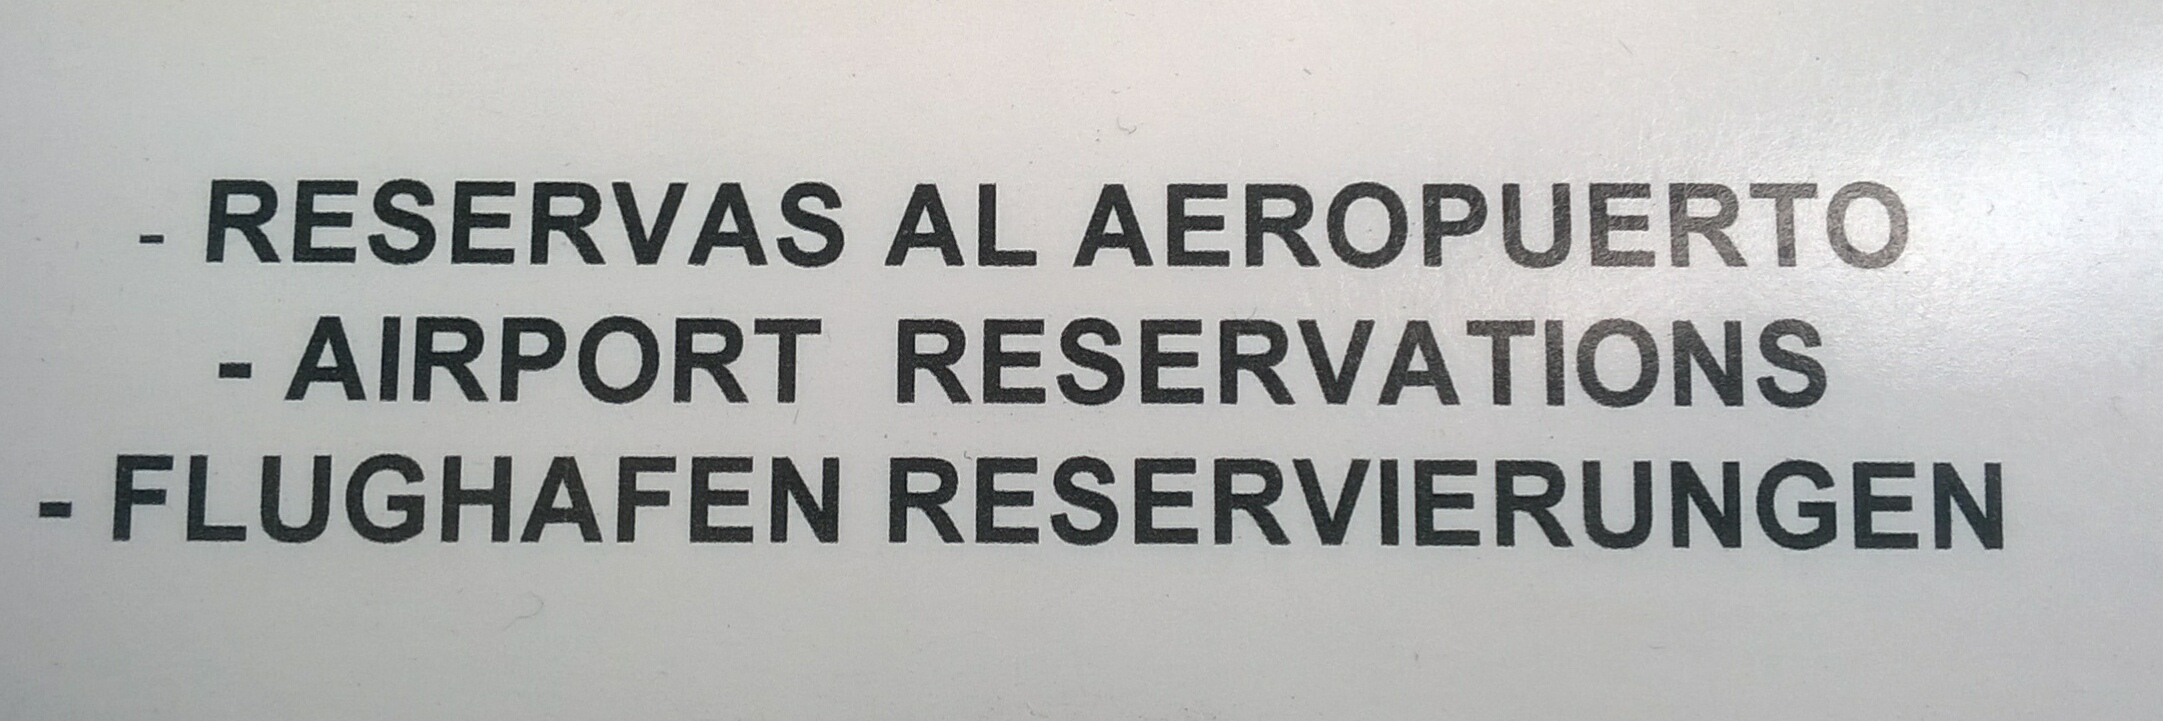 - RESERVAS AL AEROPUERTO
- AIRPORT  RESERVATIONS
- FLUGHAFEN RESERVIERUNGEN